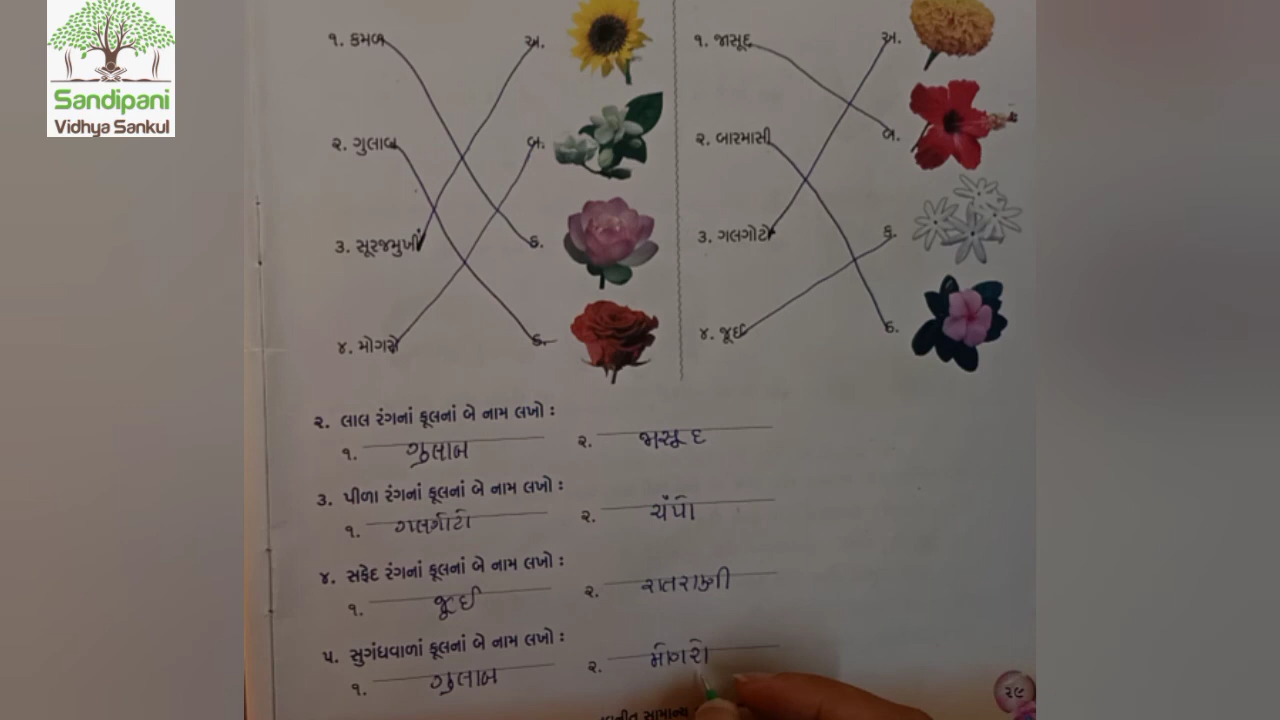 Sandipani
Vidhya Sankul
૧. કમળ
અ.
૨. ગુલાબ
બ.
૩. સૂરજમુખી
ક.
૪. મોગરો
ડ.
૧. જાસૂદ
અ.
બ.
૨. બારમાસી
૩. ગલગોટો
ક.
૪. જૂઈ
ડ.
૨. લાલ રંગનાં ફૂલનાં બે નામ લખો :
૧. ગુલાબ ૨. જાસૂદ
૩. પીળા રંગનાં ફૂલનાં બે નામ લખો :
૧. ગલગોટો ૨. ચંપો
૪. સફેદ રંગનાં ફૂલનાં બે નામ લખો :
૧. જૂઈ ૨. રાતરાણી
૫. સુગંધવાળાં ફૂલનાં બે નામ લખો :
૧. ગુલાબ ૨. મોગરો
સામાન્ય
૨૯